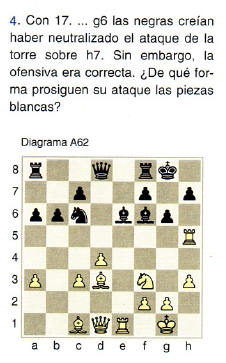 4. Con 17. ... g6 las negras creían
haber neutralizado el ataque de la
torre sobre h7. Sin embargo, la
ofensiva era correcta. ¿De qué for-
ma prosiguen su ataque las piezas
blancas?
Diagrama A62
8
7
6
5
4
3
2
1
a b c d e f g h